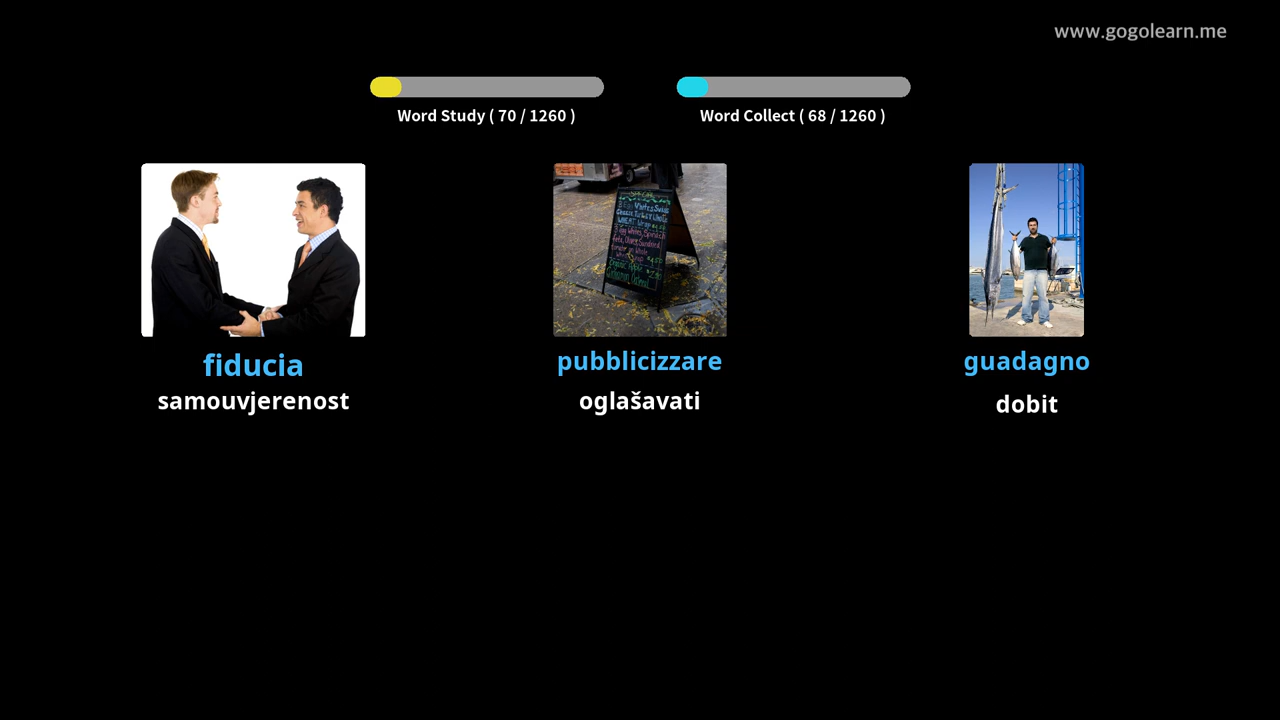 www.gogolearn.me
Word Study ( 70 / 1260 )
Word Collect ( 68 / 1260 )
fiducia
samouvjerenost
pubblicizzare
oglašavati
guadagno
dobit